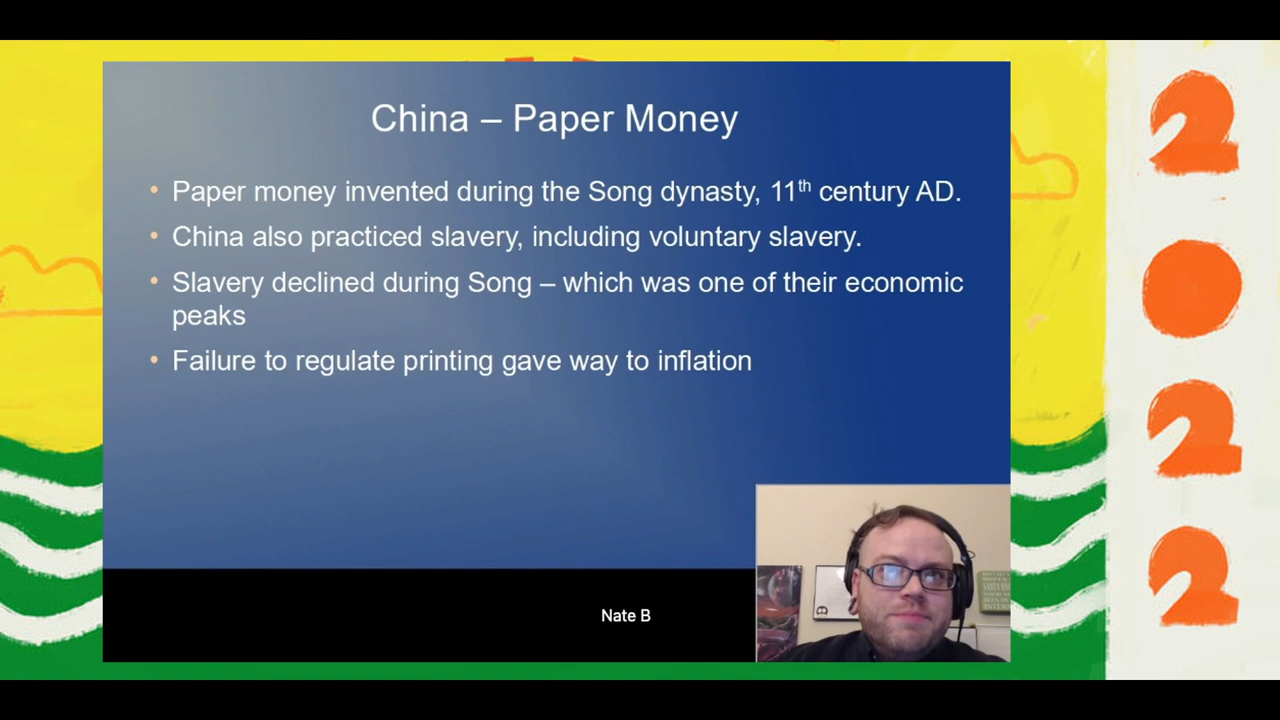 China – Paper Money
• Paper money invented during the Song dynasty, 11th century AD.
• China also practiced slavery, including voluntary slavery.
• Slavery declined during Song – which was one of their economic
peaks
• Failure to regulate printing gave way to inflation
Nate B
2022